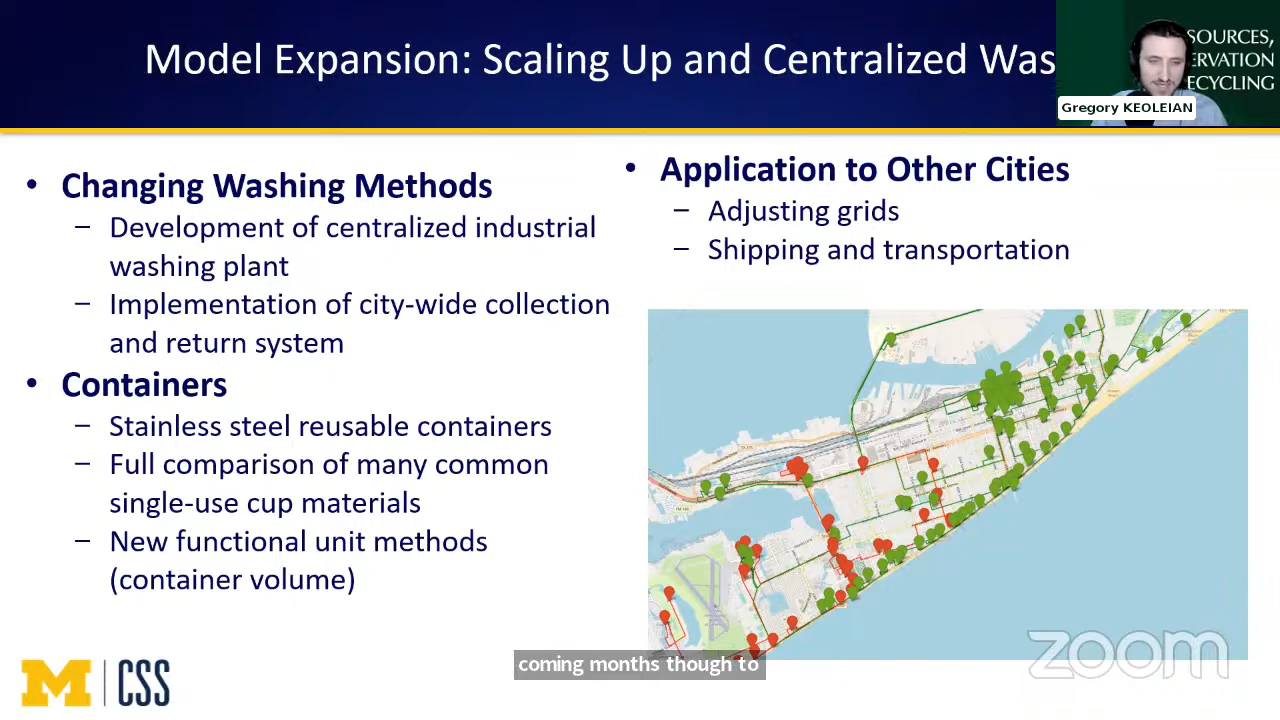 Model Expansion: Scaling Up and Centralized Was
SOURCES,
ERVATION
ECYCLING
Gregory KEOLEIAN
• Changing Washing Methods
– Development of centralized industrial
washing plant
– Implementation of city-wide collection
and return system
• Containers
– Stainless steel reusable containers
– Full comparison of many common
single-use cup materials
– New functional unit methods
(container volume)
• Application to Other Cities
– Adjusting grids
– Shipping and transportation
coming months though to
zoom
M | CSS